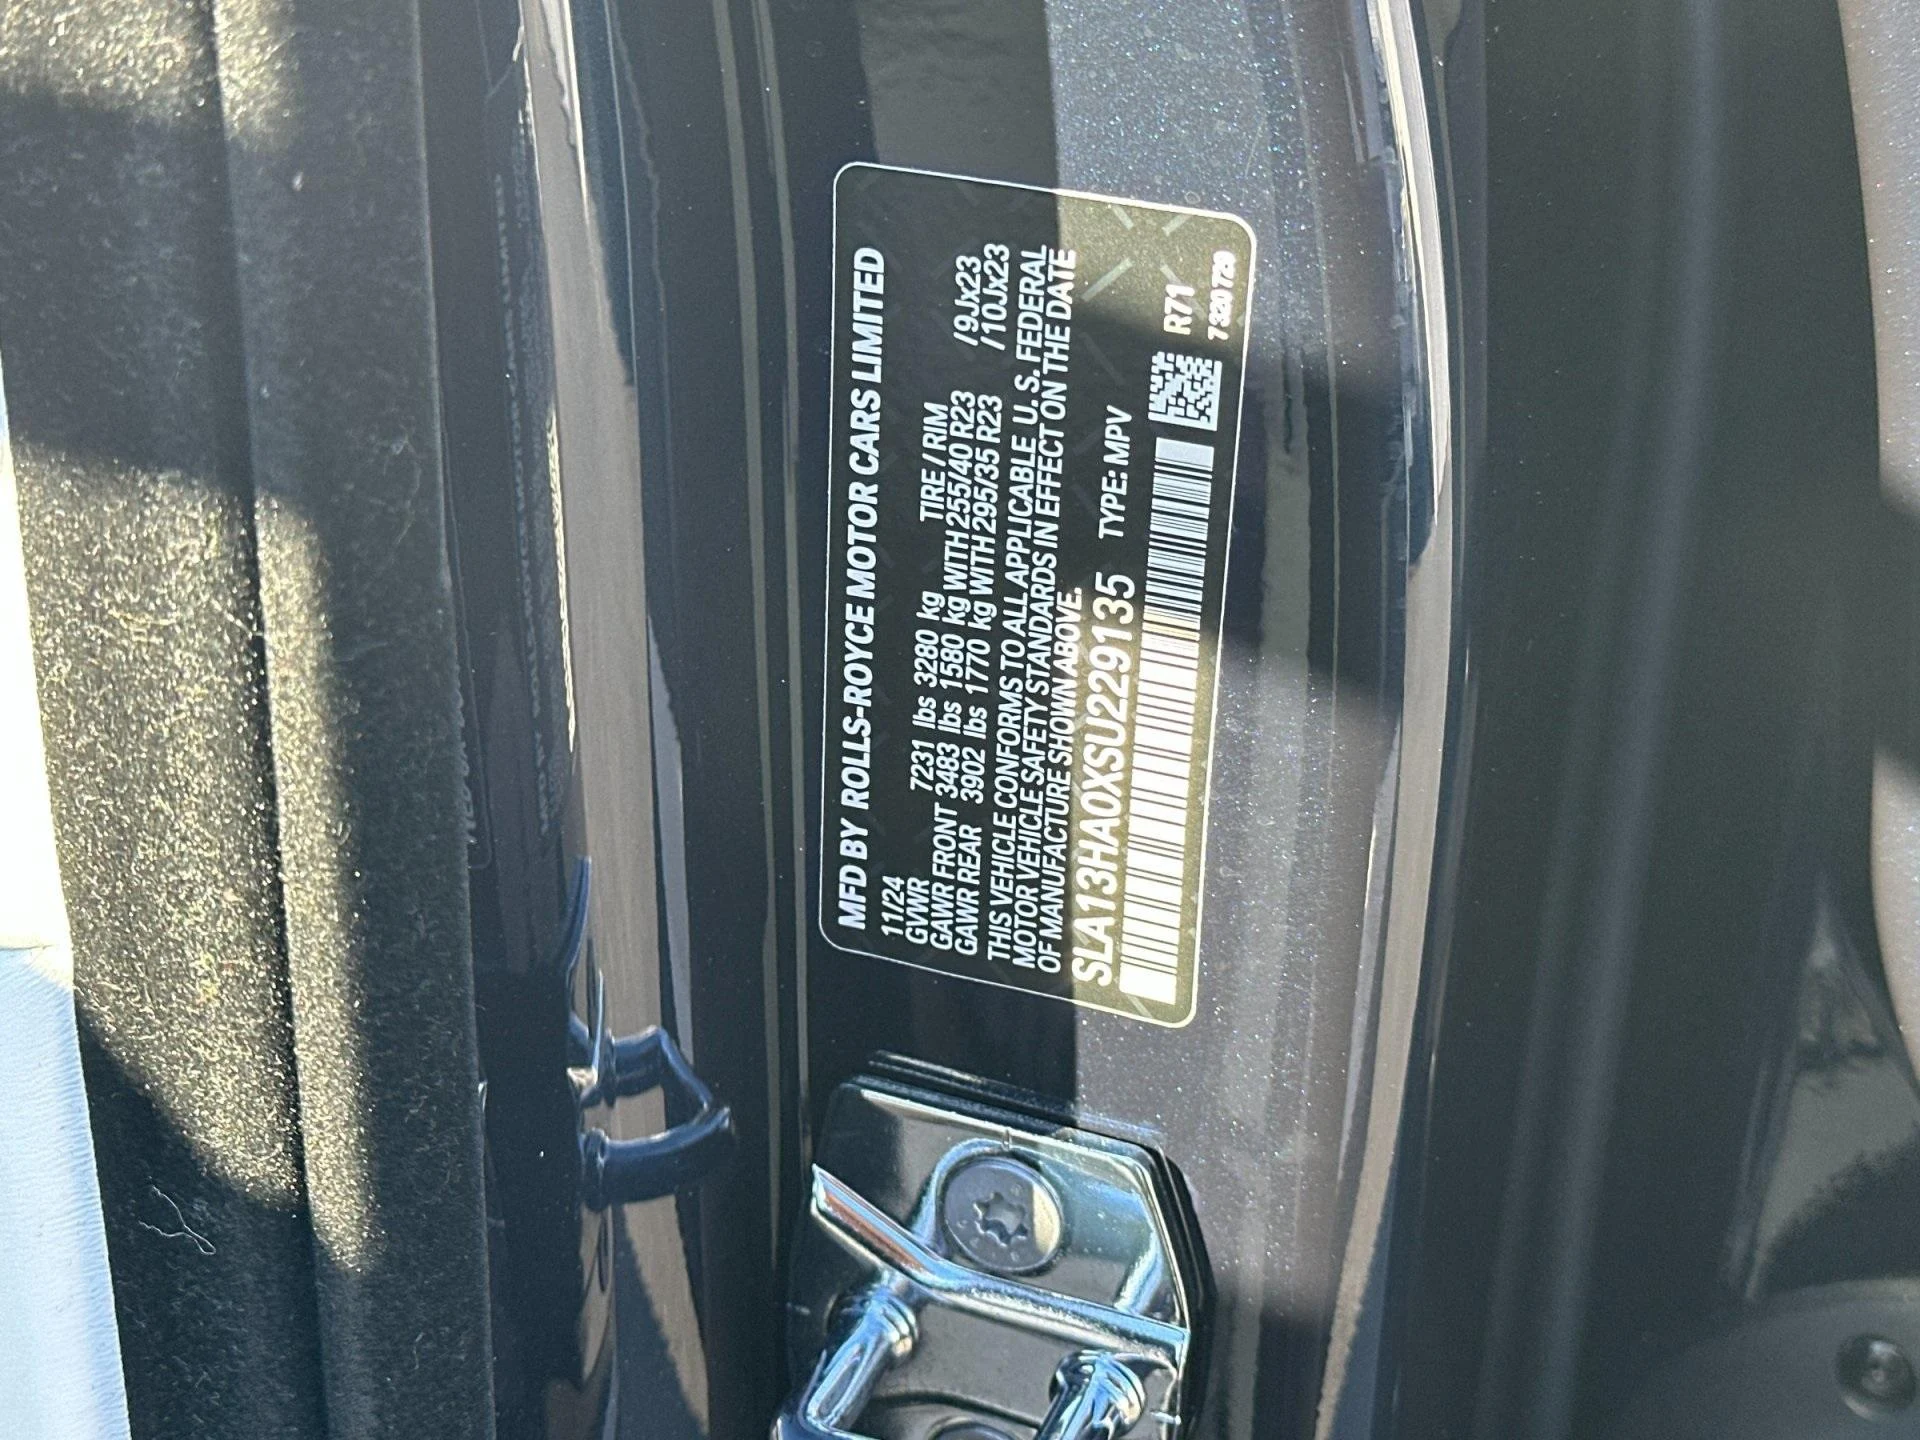 MFD BY ROLLS-ROYCE MOTOR CARS LIMITED
11/24
GVWR 7231 lbs 3280 kg TIRE / RIM
GAWR FRONT 3483 lbs 1580 kg WITH 255/40 R23 /9Jx23
GAWR REAR 3902 lbs 1770 kg WITH 295/35 R23 /10Jx23
THIS VEHICLE CONFORMS TO ALL APPLICABLE U. S. FEDERAL
MOTOR VEHICLE SAFETY STANDARDS IN EFFECT ON THE DATE
OF MANUFACTURE SHOWN ABOVE.
SLA13HA0XSU229135 TYPE: MPV R71
7 320 729